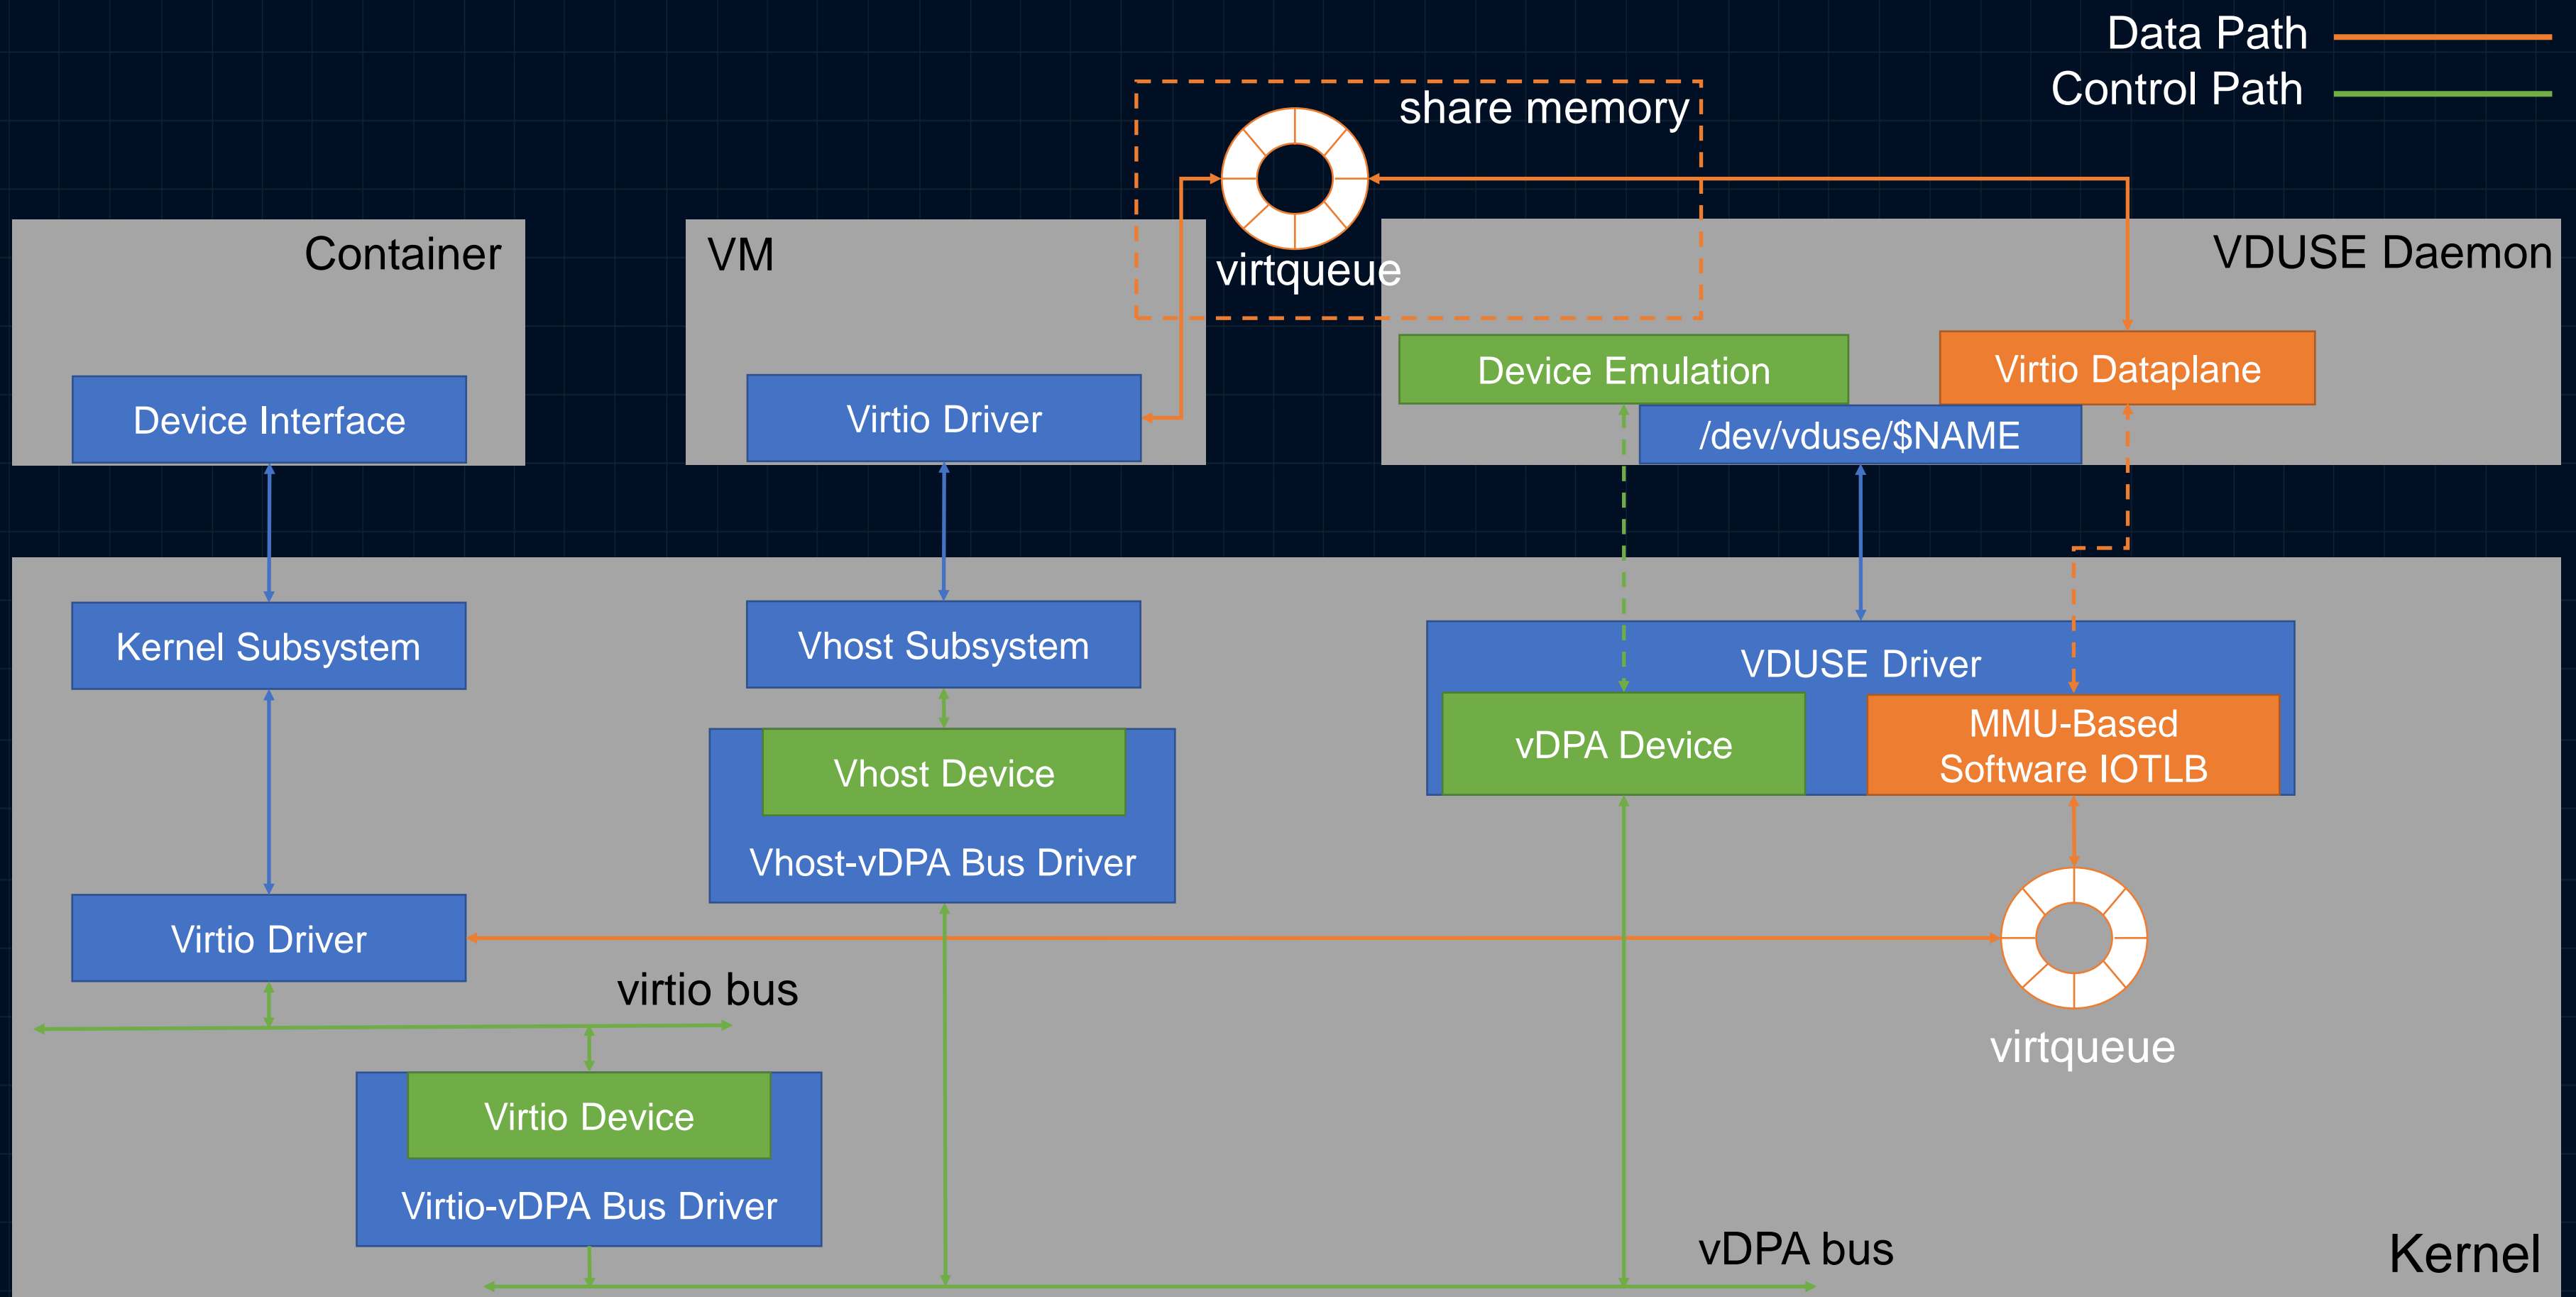 Data Path
Control Path
share memory
virtqueue
Container
Device Interface
VM
Virtio Driver
VDUSE Daemon
Device Emulation
Virtio Dataplane
/dev/vduse/$NAME
Kernel Subsystem
Vhost Subsystem
VDUSE Driver
vDPA Device
MMU-Based
Software IOTLB
Vhost Device
Vhost-vDPA Bus Driver
Virtio Driver
virtio bus
virtqueue
Virtio Device
Virtio-vDPA Bus Driver
vDPA bus
Kernel